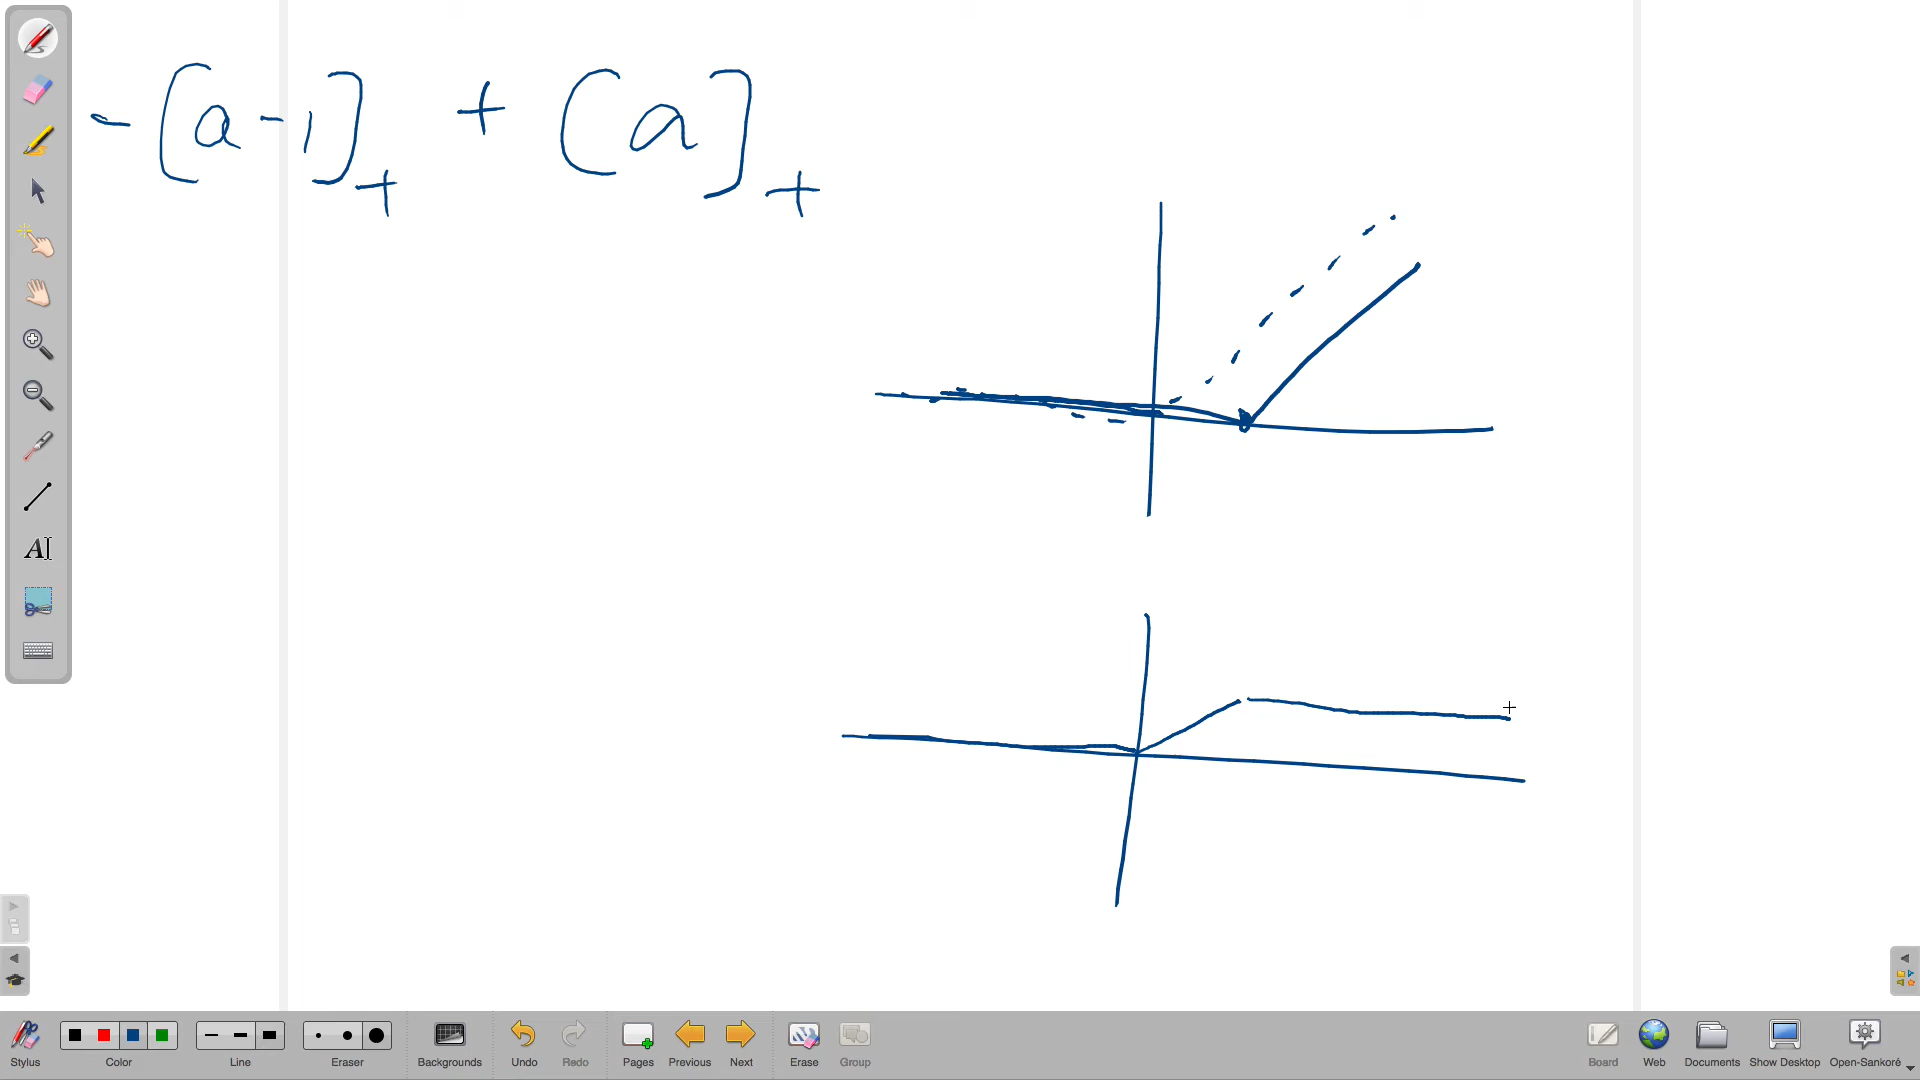 - [a-1]+ + [a]+
AI
Stylus Color Line Eraser Backgrounds Undo Redo Pages Previous Next Erase Group Board Web Documents Show Desktop Open-Sankoré